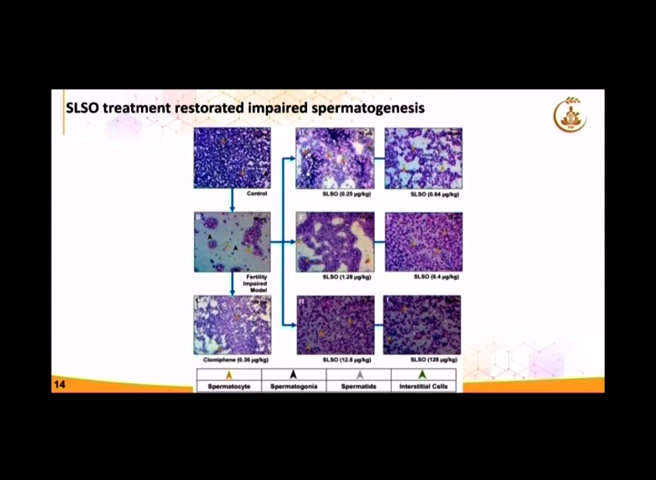 SLSO treatment restorated impaired spermatogenesis
Control
SLSO (0.25 µg/kg)
SLSO (0.64 µg/kg)
Fertility
Impaired
Model
SLSO (1.28 µg/kg)
SLSO (6.4 µg/kg)
Clomiphene (0.36 µg/kg)
SLSO (12.8 µg/kg)
SLSO (128 µg/kg)
Spermatocyte
Spermatogonia
Spermatids
Interstitial Cells
14